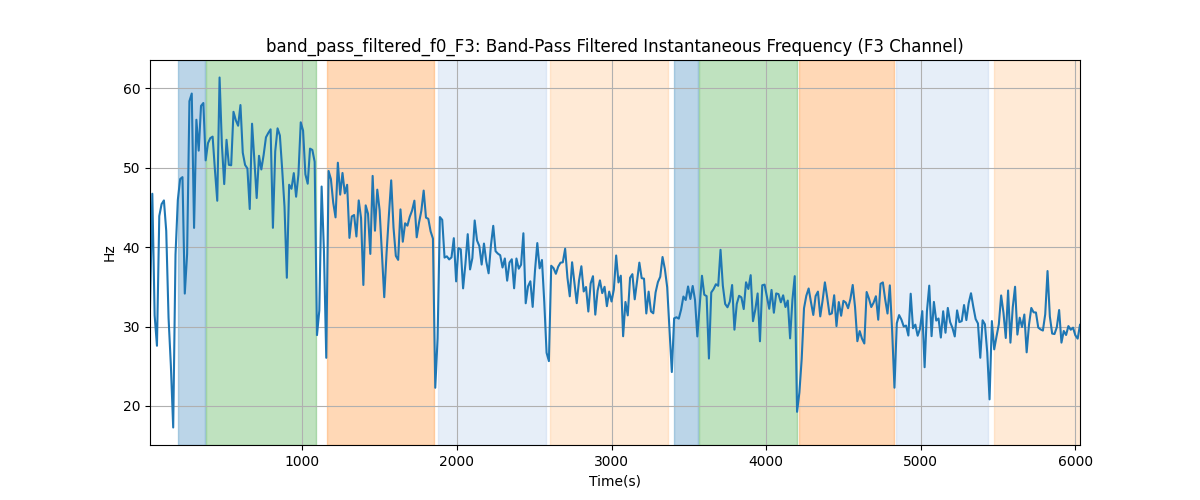 band_pass_filtered_f0_F3: Band-Pass Filtered Instantaneous Frequency (F3 Channel)
60
50
40
30
20
Hz
1000 2000 3000 4000 5000 6000
Time(s)